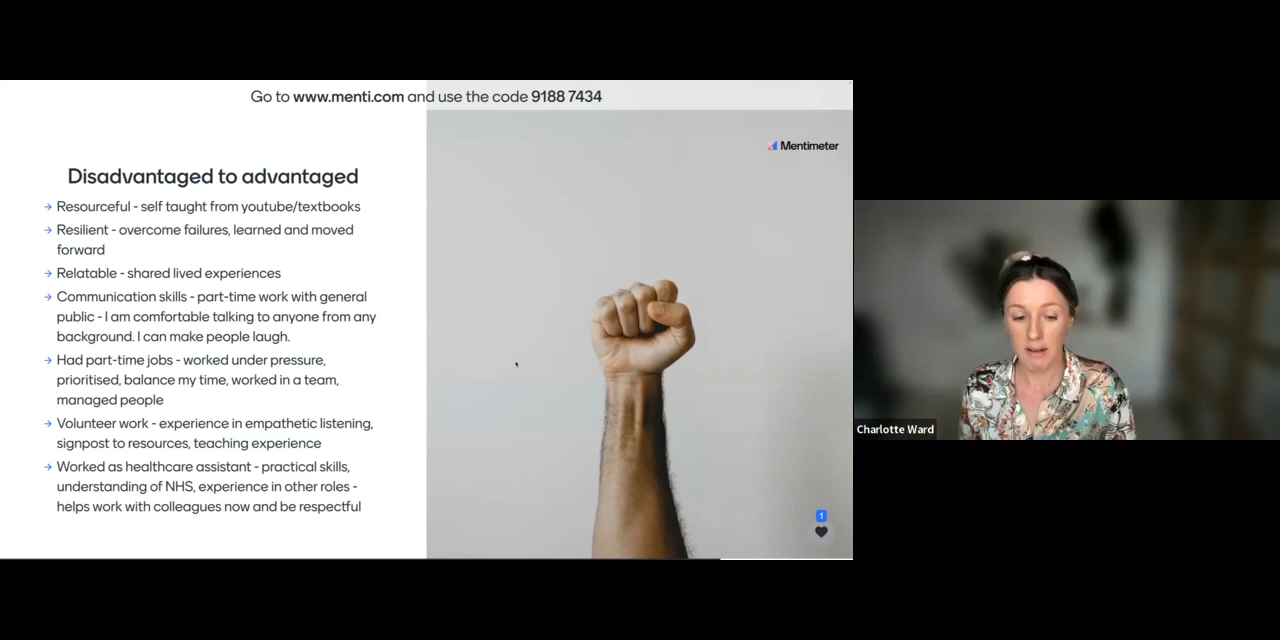 Go to www.menti.com and use the code 9188 7434
Mentimeter
Disadvantaged to advantaged
→ Resourceful - self taught from youtube/textbooks
→ Resilient - overcome failures, learned and moved
forward
→ Relatable - shared lived experiences
→ Communication skills - part-time work with general
public - I am comfortable talking to anyone from any
background. I can make people laugh.
→ Had part-time jobs - worked under pressure,
prioritised, balance my time, worked in a team,
managed people
→ Volunteer work - experience in empathetic listening,
signpost to resources, teaching experience
→ Worked as healthcare assistant - practical skills,
understanding of NHS, experience in other roles -
helps work with colleagues now and be respectful
1
Charlotte Ward